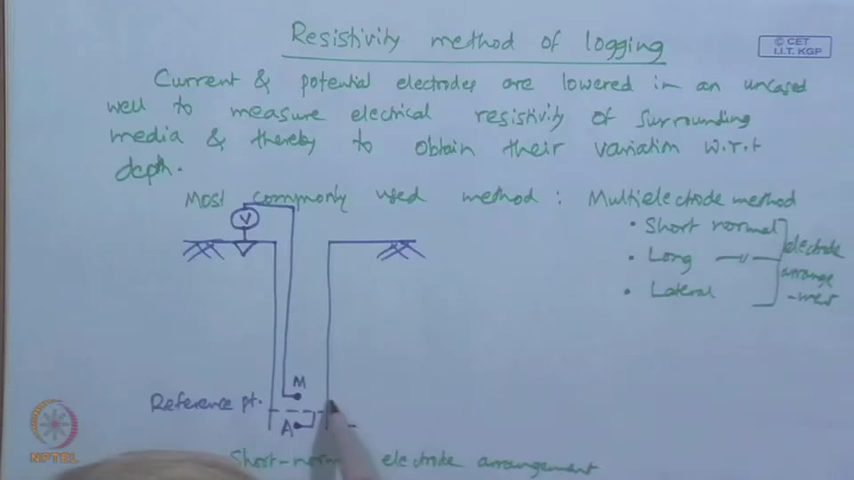 Resistivity method of logging
© CET
I.I.T. KGP
Current & potential electrodes are lowered in an uncased
well to measure electrical resistivity of surrounding
media & thereby to obtain their variation w.r.t
depth.
Most commonly used method : Multielectrode method
• Short normal
• Long —"—
• Lateral
electrode
arrange
-ment
V
M
Reference pt.
A
Short-normal electrode arrangement
NPTEL